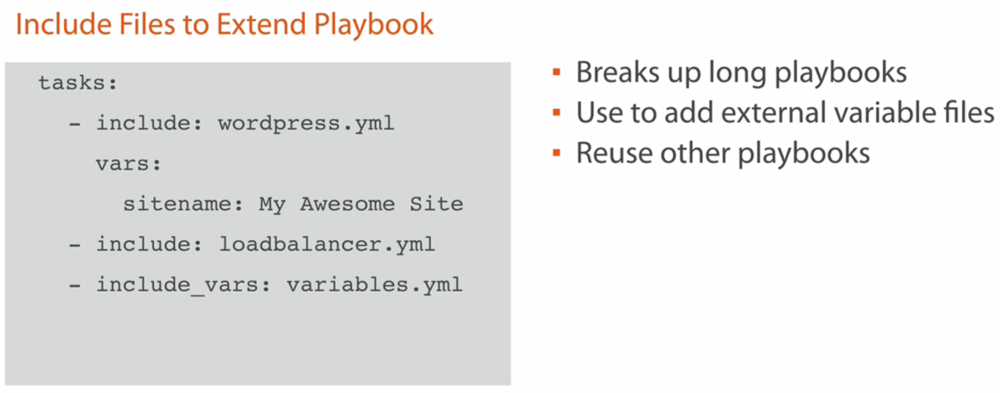 Include Files to Extend Playbook
tasks:
- include: wordpress.yml
vars:
sitename: My Awesome Site
- include: loadbalancer.yml
- include_vars: variables.yml
▪ Breaks up long playbooks
▪ Use to add external variable files
▪ Reuse other playbooks